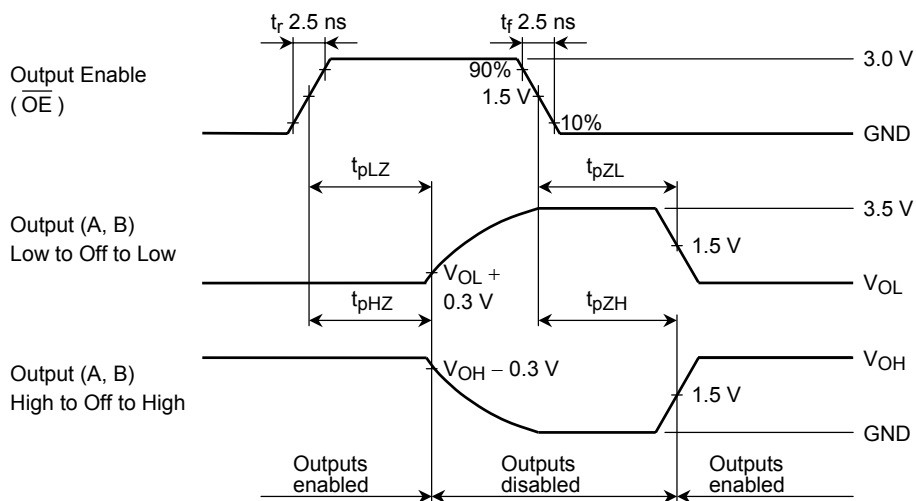 tr 2.5 ns
tf 2.5 ns
Output Enable
( OE )
90%
1.5 V
10%
3.0 V
GND
tpLZ
tpZL
Output (A, B)
Low to Off to Low
3.5 V
1.5 V
VOL +
0.3 V
VOL
tpHZ
tpZH
Output (A, B)
High to Off to High
VOH − 0.3 V
VOH
1.5 V
GND
Outputs
enabled
Outputs
disabled
Outputs
enabled